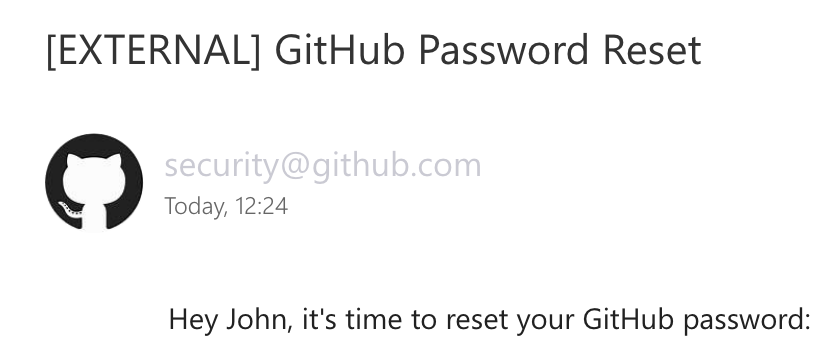 [EXTERNAL] GitHub Password Reset
security@github.com
Today, 12:24
Hey John, it's time to reset your GitHub password: